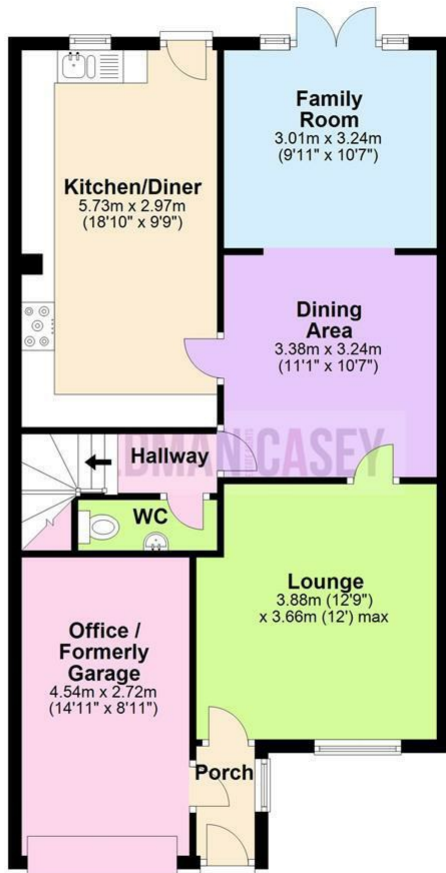 Family
Room
3.01m x 3.24m
(9'11" x 10'7")
Kitchen/Diner
5.73m x 2.97m
(18'10" x 9'9")
Dining
Area
3.38m x 3.24m
(11'1" x 10'7")
Hallway
CASEY
WC
Lounge
3.88m (12'9")
x 3.66m (12') max
Office /
Formerly
Garage
4.54m x 2.72m
(14'11" x 8'11")
Porch